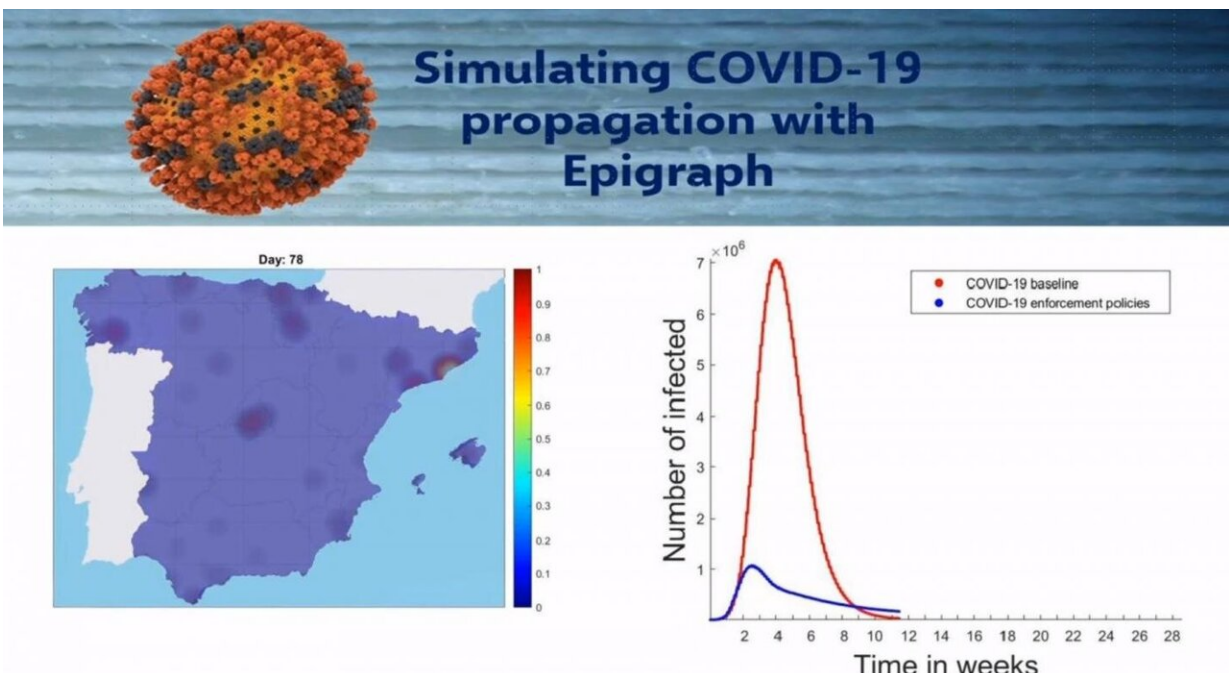 Simulating COVID-19
propagation with
Epigraph
Day: 78
1
0.9
0.8
0.7
0.6
0.5
0.4
0.3
0.2
0.1
0
×10⁶
7
6
5
4
3
2
1
Number of infected
COVID-19 baseline
COVID-19 enforcement policies
2 4 6 8 10 12 14 16 18 20 22 24 26 28
Time in weeks